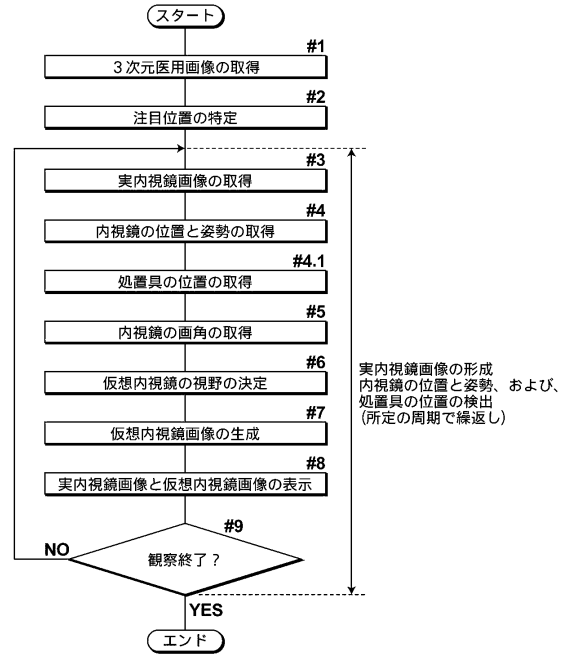 スタート
#1
3次元医用画像の取得
#2
注目位置の特定
#3
実内視鏡画像の取得
#4
内視鏡の位置と姿勢の取得
#4.1
処置具の位置の取得
#5
内視鏡の画角の取得
#6
仮想内視鏡の視野の決定
#7
仮想内視鏡画像の生成
#8
実内視鏡画像と仮想内視鏡画像の表示
#9
観察終了？
NO
YES
エンド
実内視鏡画像の形成
内視鏡の位置と姿勢、および、
処置具の位置の検出
(所定の周期で繰返し)